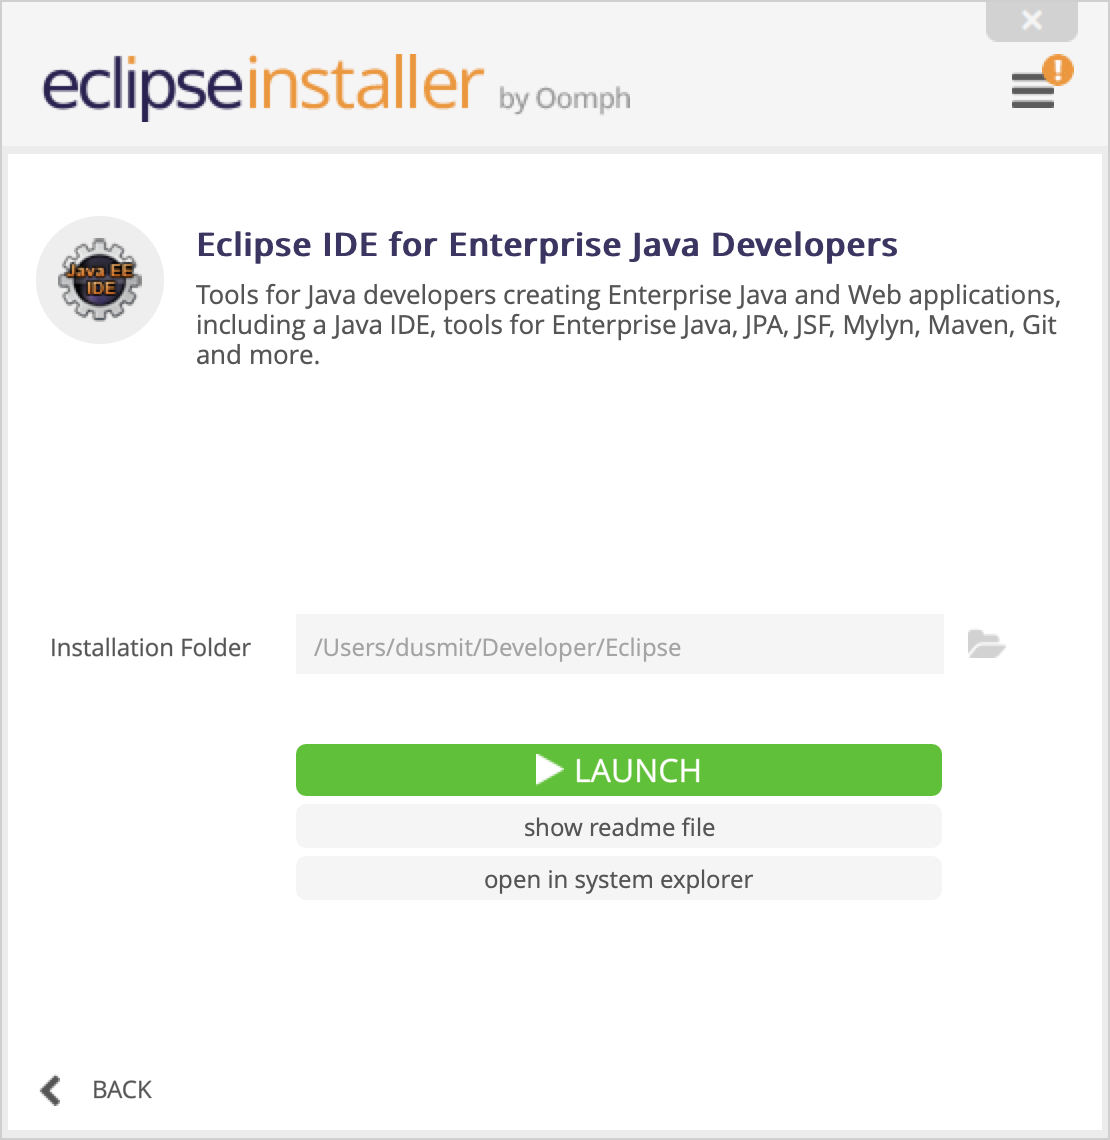 eclipseinstaller by Oomph
Java EE
IDE
Eclipse IDE for Enterprise Java Developers
Tools for Java developers creating Enterprise Java and Web applications,
including a Java IDE, tools for Enterprise Java, JPA, JSF, Mylyn, Maven, Git
and more.
Installation Folder /Users/dusmit/Developer/Eclipse
LAUNCH
show readme file
open in system explorer
BACK